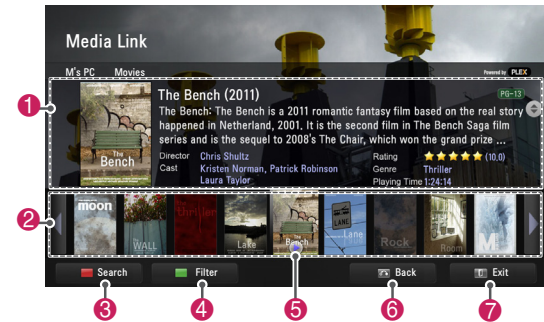 Media Link
M's PC Movies
Powered by PLEX
1
The Bench (2011)
PG-13
The Bench: The Bench is a 2011 romantic fantasy film based on the real story
happened in Netherland, 2001. It is the second film in The Bench Saga film
series and is the sequel to 2008's The Chair, which won the grand prize ...
Director Chris Shultz
Cast Kristen Norman, Patrick Robinson
Laura Taylor
Rating (10.0)
Genre Thriller
Playing Time 1:24:14
The
Bench
2
moon
WALL
thriller
Lake
The
Bench
Lane
Rock
Room
M
Search
Filter
Back
Exit
3
4
5
6
7